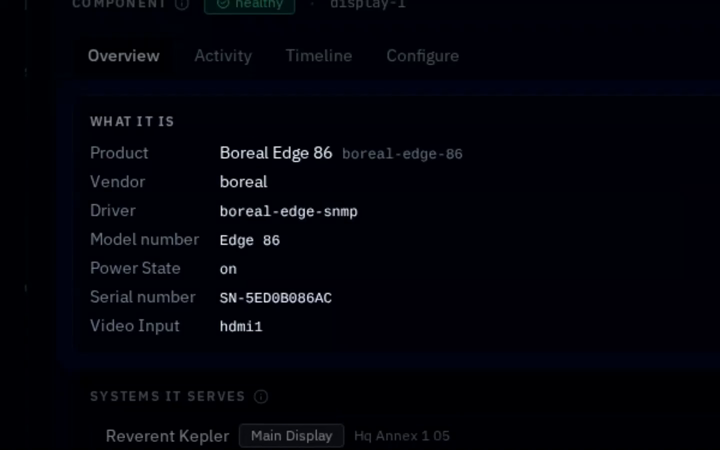 COMPONENT healthy · display-1
Overview Activity Timeline Configure
WHAT IT IS
Product Boreal Edge 86 boreal-edge-86
Vendor boreal
Driver boreal-edge-snmp
Model number Edge 86
Power State on
Serial number SN-5ED0B086AC
Video Input hdmi1
SYSTEMS IT SERVES
Reverent Kepler Main Display Hq Annex 1 05